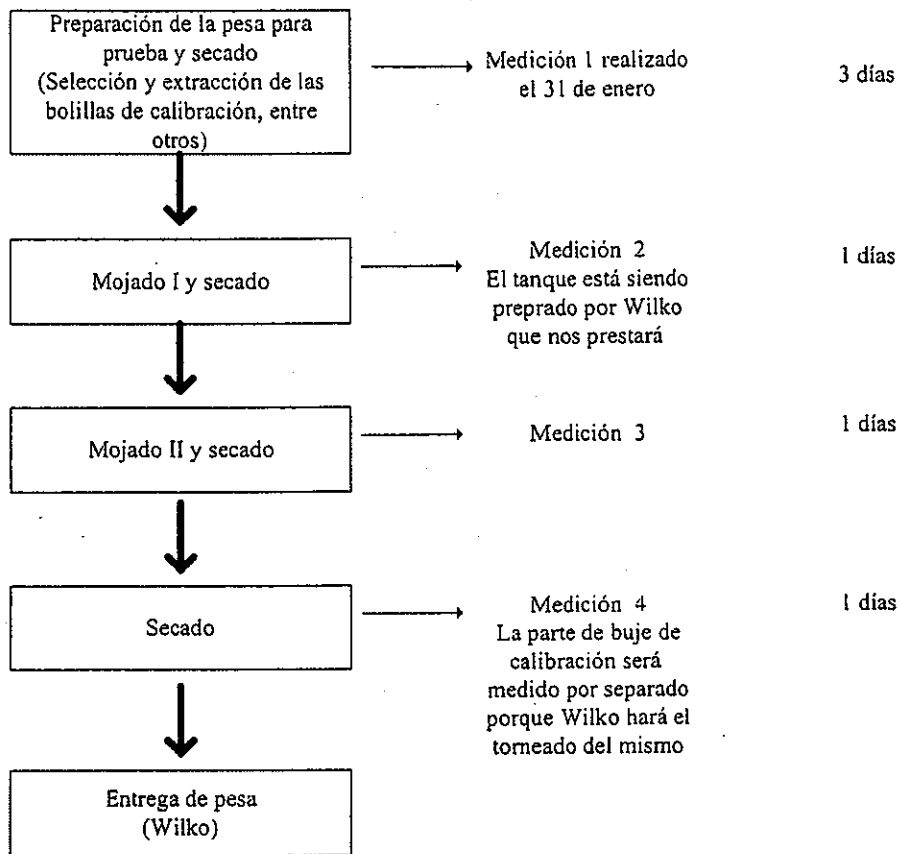 Preparación de la pesa para
prueba y secado
(Selección y extracción de las
bolillas de calibración, entre
otros)
Medición 1 realizado
el 31 de enero
3 días
Mojado I y secado
Medición 2
El tanque está siendo
preprado por Wilko
que nos prestará
1 días
Mojado II y secado
Medición 3
1 días
Secado
Medición 4
La parte de buje de
calibración será
medido por separado
porque Wilko hará el
torneado del mismo
1 días
Entrega de pesa
(Wilko)